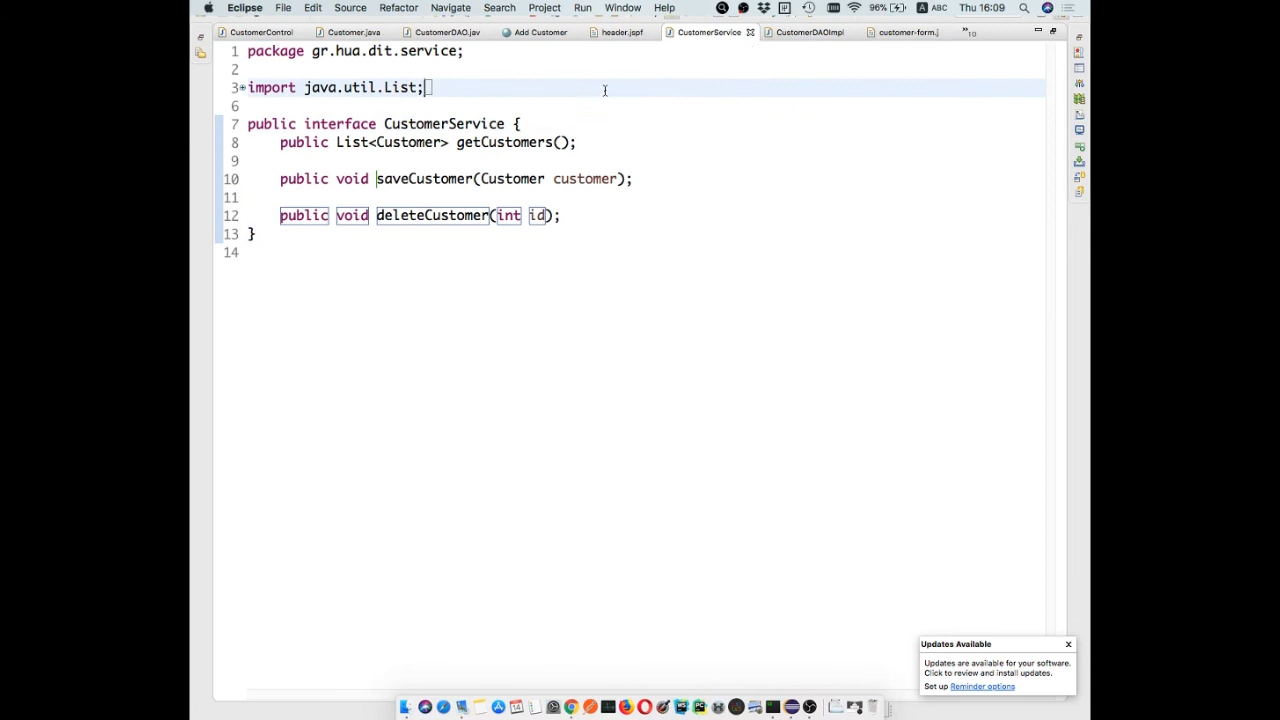 Eclipse File Edit Source Refactor Navigate Search Project Run Window Help 96% A ABC Thu 16:09
CustomerControl Customer.java CustomerDAO.jav Add Customer header.jspf CustomerService CustomerDAOImpl customer-form.j »10
1 package gr.hua.dit.service;
2
3 import java.util.List;
6
7 public interface CustomerService {
8 public List<Customer> getCustomers();
9
10 public void saveCustomer(Customer customer);
11
12 public void deleteCustomer(int id);
13 }
14
Updates Available
Updates are available for your software.
Click to review and install updates.
Set up Reminder options